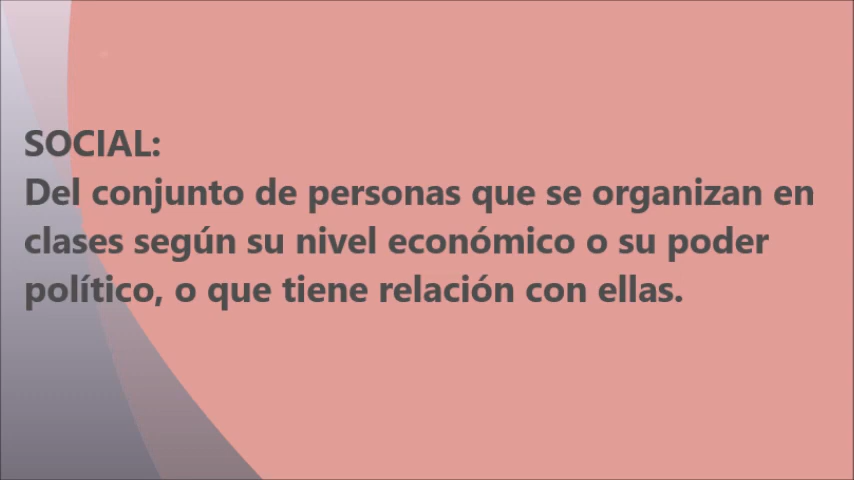 SOCIAL:
Del conjunto de personas que se organizan en
clases según su nivel económico o su poder
político, o que tiene relación con ellas.